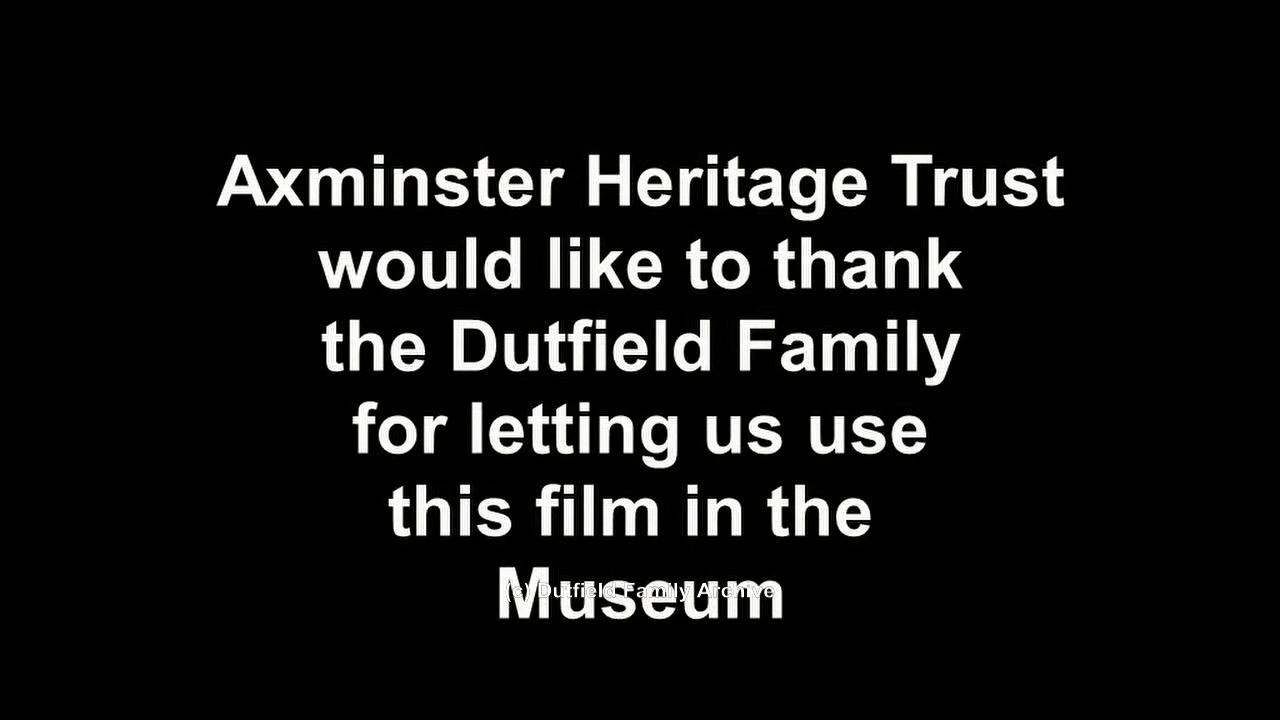 Axminster Heritage Trust
would like to thank
the Dutfield Family
for letting us use
this film in the
Museum
(c) Dutfield Family Archive